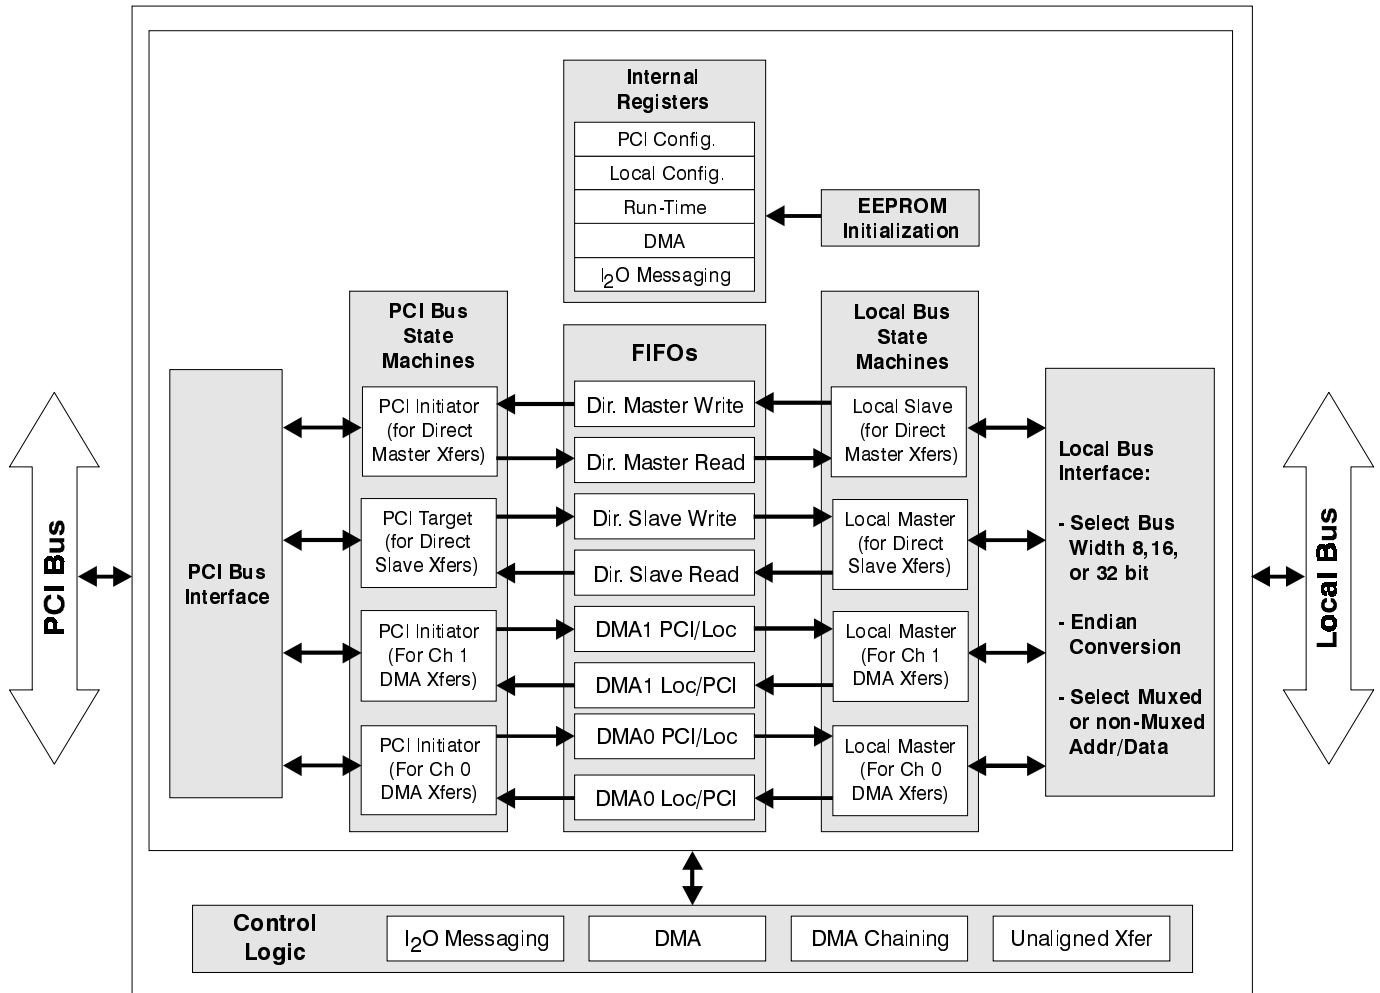 Internal
Registers
PCI Config.
Local Config.
Run-Time
DMA
I2O Messaging
EEPROM
Initialization
PCI Bus
State
Machines
PCI Initiator
(for Direct
Master Xfers)
PCI Target
(for Direct
Slave Xfers)
PCI Initiator
(For Ch 1
DMA Xfers)
PCI Initiator
(For Ch 0
DMA Xfers)
FIFOs
Dir. Master Write
Dir. Master Read
Dir. Slave Write
Dir. Slave Read
DMA1 PCI/Loc
DMA1 Loc/PCI
DMA0 PCI/Loc
DMA0 Loc/PCI
Local Bus
State
Machines
Local Slave
(for Direct
Master Xfers)
Local Master
(for Direct
Slave Xfers)
Local Master
(For Ch 1
DMA Xfers)
Local Master
(For Ch 0
DMA Xfers)
PCI Bus
PCI Bus
Interface
Local Bus
Interface:
- Select Bus
Width 8,16,
or 32 bit
- Endian
Conversion
- Select Muxed
or non-Muxed
Addr/Data
Local Bus
Control
Logic
I2O Messaging
DMA
DMA Chaining
Unaligned Xfer